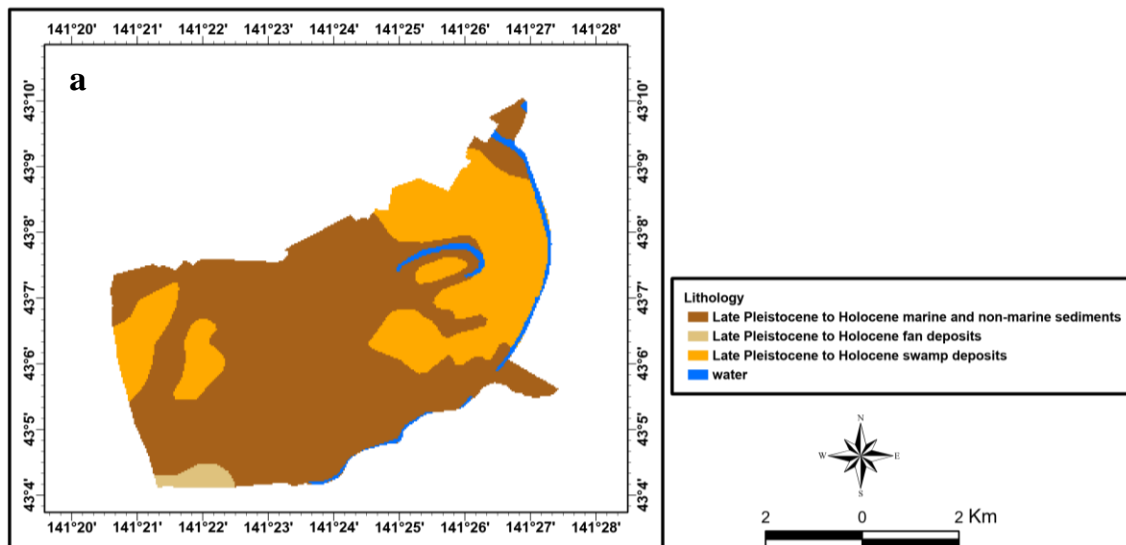 141°20' 141°21' 141°22' 141°23' 141°24' 141°25' 141°26' 141°27' 141°28'
a
43°10' 43°10'
43°9' 43°9'
43°8' 43°8'
43°7' 43°7'
43°6' 43°6'
43°5' 43°5'
43°4' 43°4'
141°20' 141°21' 141°22' 141°23' 141°24' 141°25' 141°26' 141°27' 141°28'
Lithology
Late Pleistocene to Holocene marine and non-marine sediments
Late Pleistocene to Holocene fan deposits
Late Pleistocene to Holocene swamp deposits
water
N
W E
S
2 0 2 Km